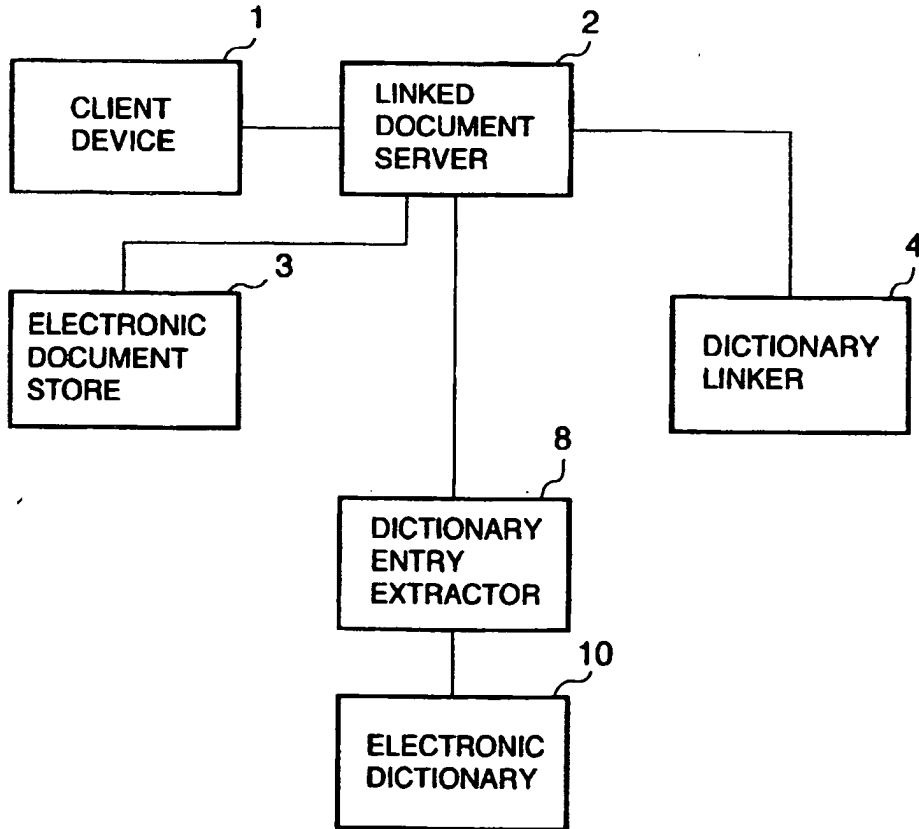 1
CLIENT
DEVICE
2
LINKED
DOCUMENT
SERVER
3
ELECTRONIC
DOCUMENT
STORE
4
DICTIONARY
LINKER
8
DICTIONARY
ENTRY
EXTRACTOR
10
ELECTRONIC
DICTIONARY